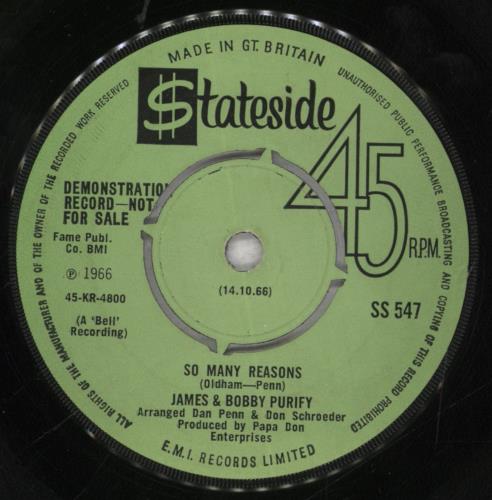 MADE IN GT. BRITAIN
UNAUTHORISED PUBLIC PERFORMANCE BROADCASTING AND COPYING OF THIS RECORD PROHIBITED
ALL RIGHTS OF THE MANUFACTURER AND OF THE OWNER OF THE RECORDED WORK RESERVED
$tateside
45
R.P.M.
DEMONSTRATION
RECORD—NOT
FOR SALE
Fame Publ.
Co. BMI
℗ 1966
45-KR-4800
(A 'Bell'
Recording)
(14.10.66)
SS 547
SO MANY REASONS
(Oldham—Penn)
JAMES & BOBBY PURIFY
Arranged Dan Penn & Don Schroeder
Produced by Papa Don
Enterprises
E.M.I. RECORDS LIMITED